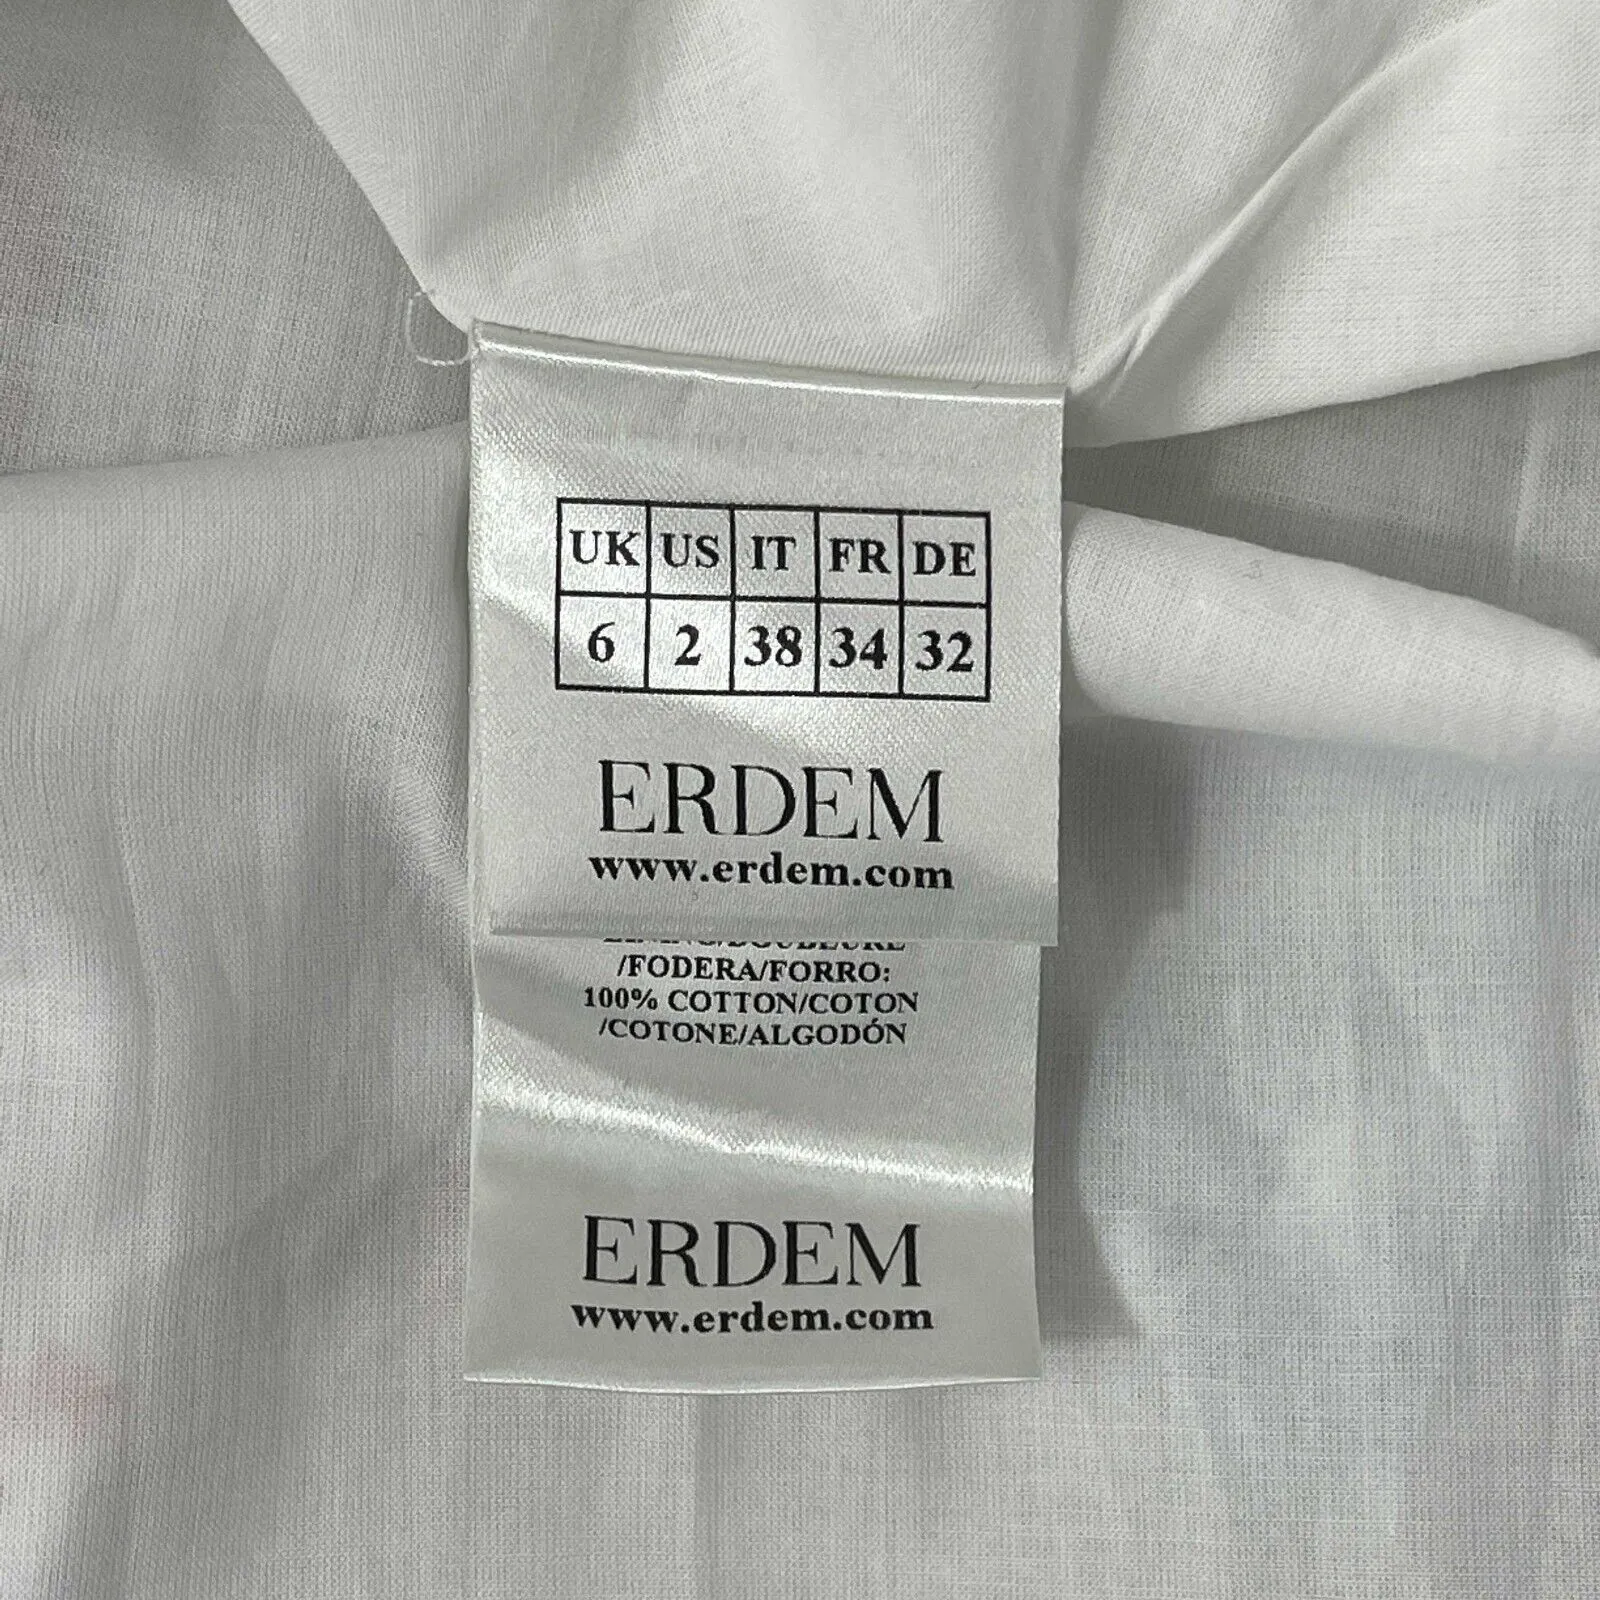 UK US IT FR DE
6 2 38 34 32
ERDEM
www.erdem.com
/FODERA/FORRO:
100% COTTON/COTON
/COTONE/ALGODÓN
ERDEM
www.erdem.com